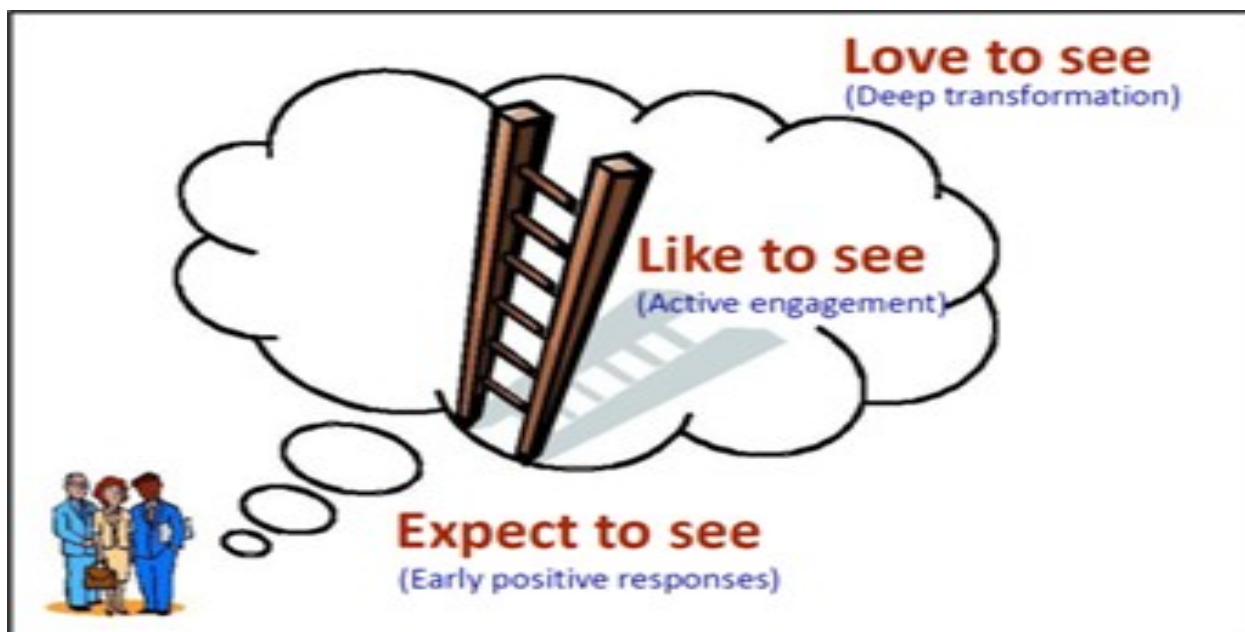 Love to see
(Deep transformation)
Like to see
(Active engagement)
Expect to see
(Early positive responses)